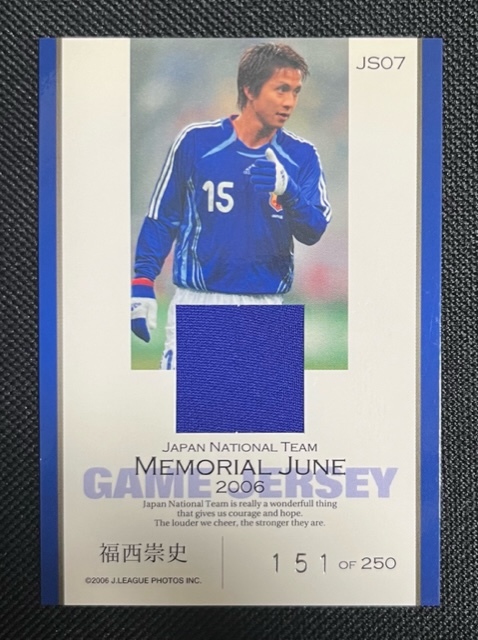 JS07
15
JAPAN NATIONAL TEAM
MEMORIAL JUNE
2006
GAME JERSEY
Japan National Team is really a wonderfull thing
that gives us courage and hope.
The louder we cheer, the stronger they are.
福西崇史
151 OF 250
©2006 J.LEAGUE PHOTOS INC.